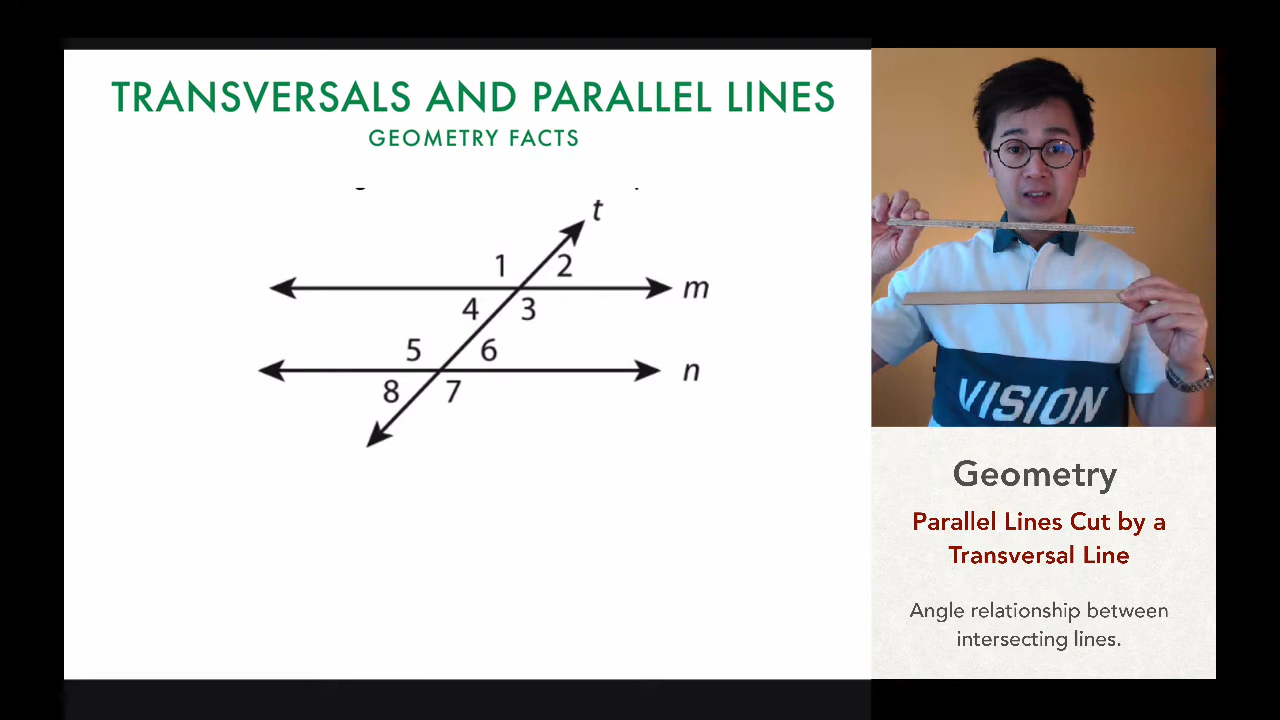 TRANSVERSALS AND PARALLEL LINES
GEOMETRY FACTS
t
1 2
m
4 3
5 6
n
8 7
VISION
Geometry
Parallel Lines Cut by a
Transversal Line
Angle relationship between
intersecting lines.